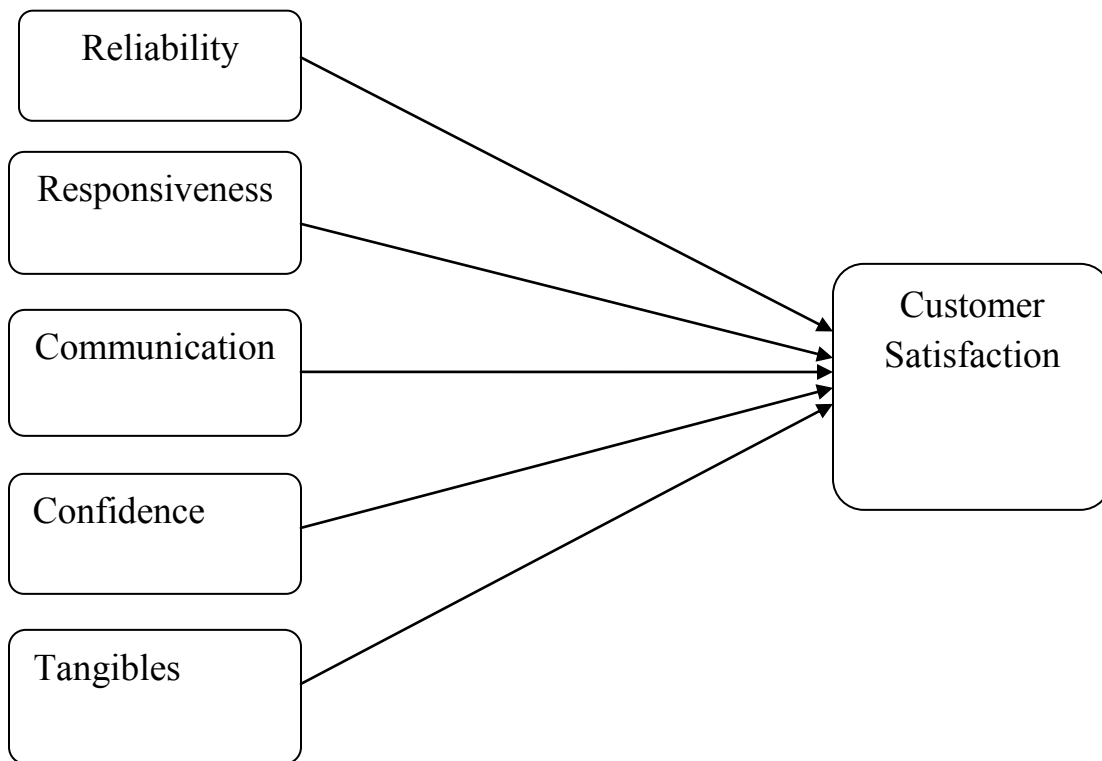 Reliability
Responsiveness
Communication
Confidence
Tangibles
Customer
Satisfaction